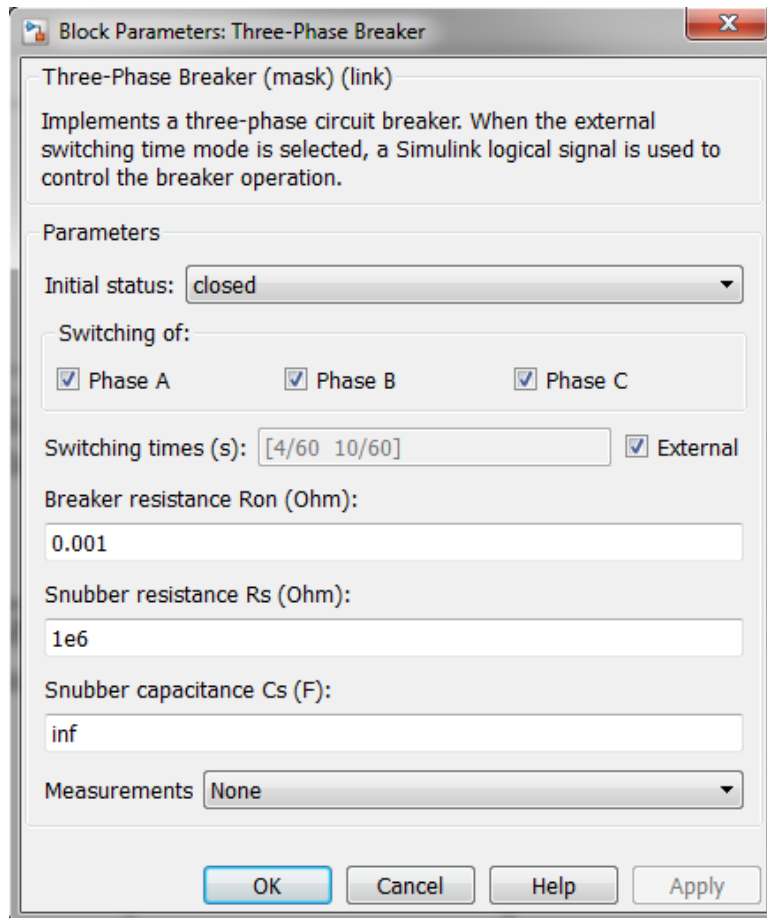 Block Parameters: Three-Phase Breaker
Three-Phase Breaker (mask) (link)
Implements a three-phase circuit breaker. When the external
switching time mode is selected, a Simulink logical signal is used to
control the breaker operation.
Parameters
Initial status: closed
Switching of:
Phase A Phase B Phase C
Switching times (s): [4/60 10/60] External
Breaker resistance Ron (Ohm):
0.001
Snubber resistance Rs (Ohm):
1e6
Snubber capacitance Cs (F):
inf
Measurements None
OK Cancel Help Apply